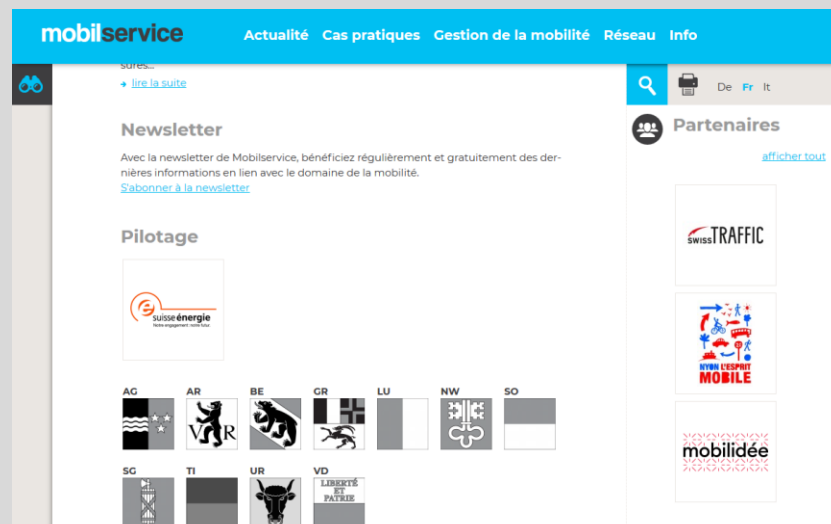 mobilservice
Actualité Cas pratiques Gestion de la mobilité Réseau Info
sures...
lire la suite
De Fr It
Newsletter
Avec la newsletter de Mobilservice, bénéficiez régulièrement et gratuitement des der-
nières informations en lien avec le domaine de la mobilité.
S'abonner à la newsletter
Pilotage
suisse énergie
Notre engagement: notre futur.
AG AR BE GR LU NW SO
V R
SG TI UR VD
LIBERTÉ
ET
PATRIE
Partenaires
afficher tout
swissTRAFFIC
NYON L'ESPRIT
MOBILE
mobilidée